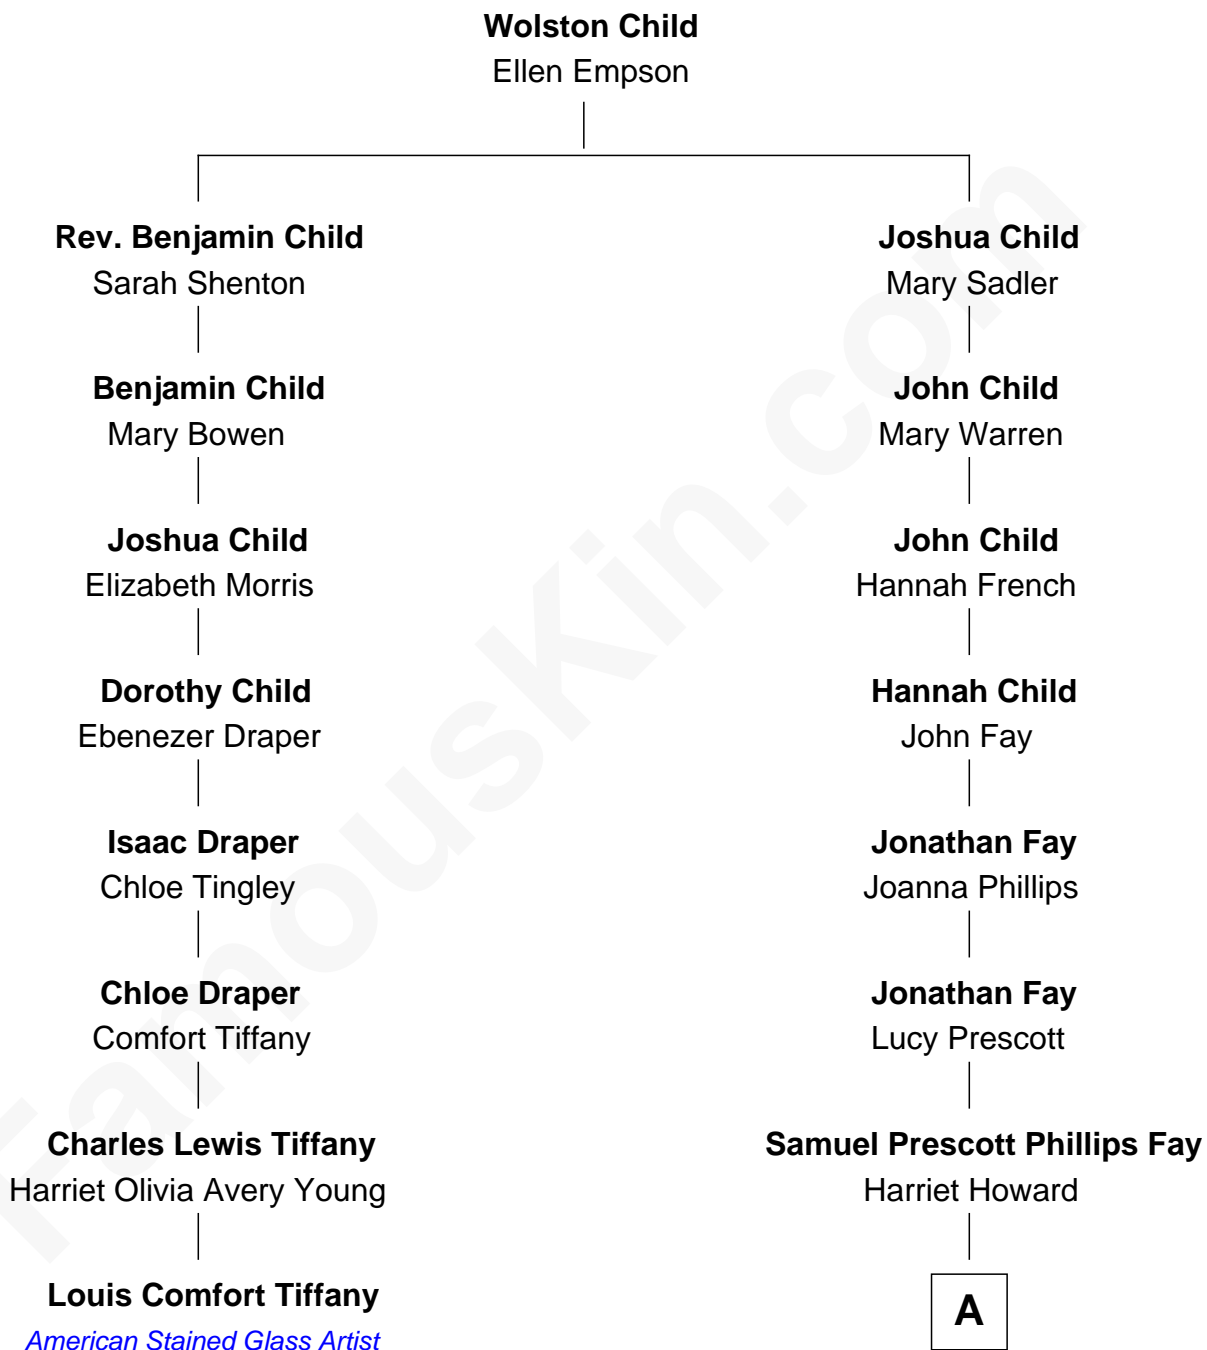 Wolston Child
Ellen Empson
Rev. Benjamin Child
Sarah Shenton
Joshua Child
Mary Sadler
Benjamin Child
Mary Bowen
John Child
Mary Warren
Joshua Child
Elizabeth Morris
John Child
Hannah French
Dorothy Child
Ebenezer Draper
Hannah Child
John Fay
Isaac Draper
Chloe Tingley
Jonathan Fay
Joanna Phillips
Chloe Draper
Comfort Tiffany
Jonathan Fay
Lucy Prescott
Charles Lewis Tiffany
Harriet Olivia Avery Young
Samuel Prescott Phillips Fay
Harriet Howard
Louis Comfort Tiffany
American Stained Glass Artist
A
FamousKin.com